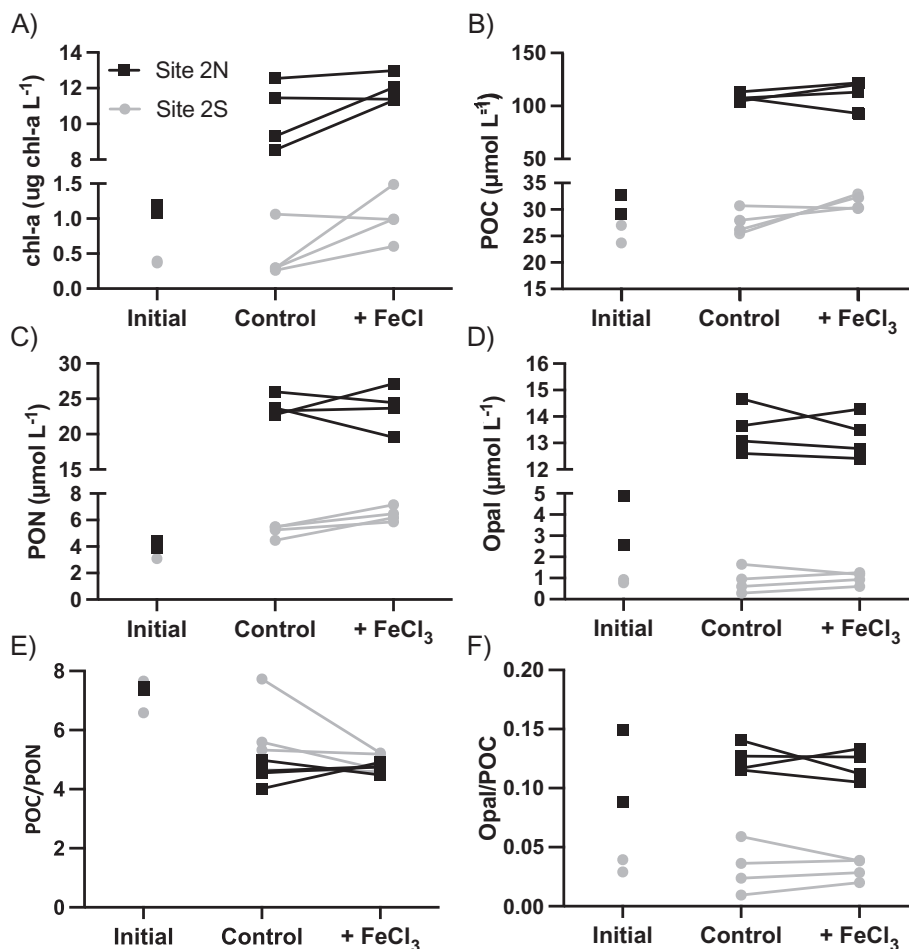 A)
14
12
10
8
1.5
1.0
0.5
0.0
chl-a (ug chl-a L⁻¹)
Site 2N
Site 2S
Initial Control + FeCl
B)
150
100
50
35
30
25
20
15
POC (µmol L⁻¹)
Initial Control + FeCl₃
C)
30
25
20
15
8
6
4
2
0
PON (µmol L⁻¹)
Initial Control + FeCl₃
D)
16
15
14
13
12
5
4
3
2
1
0
Opal (µmol L⁻¹)
Initial Control + FeCl₃
E)
8
6
4
2
0
POC/PON
Initial Control + FeCl₃
F)
0.20
0.15
0.10
0.05
0.00
Opal/POC
Initial Control + FeCl₃